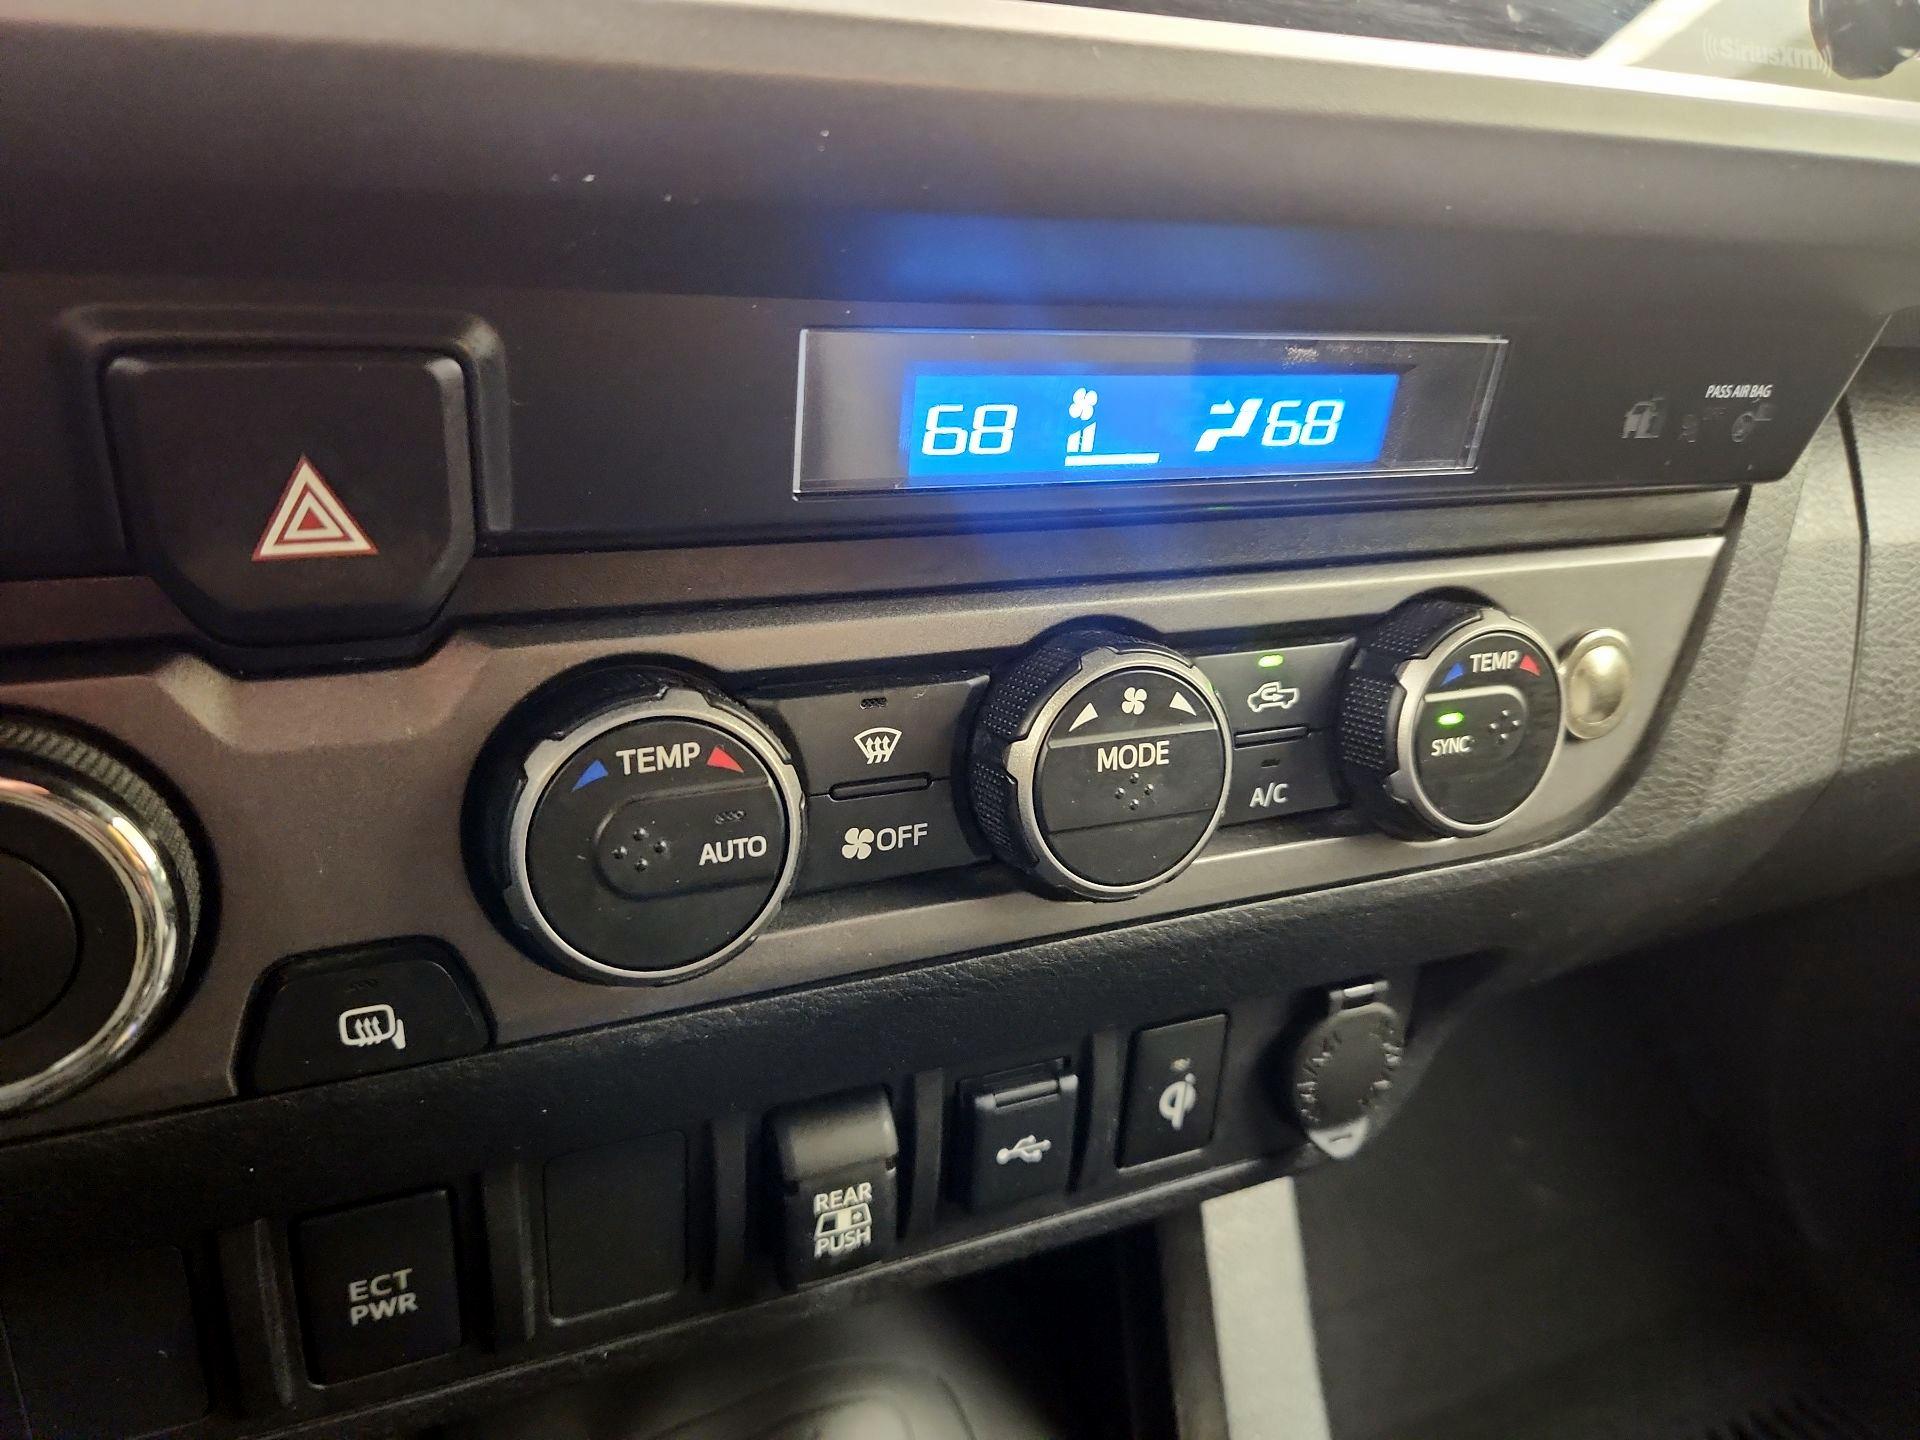 SiriusXm
PASS AIR BAG
68
68
TEMP
AUTO
OFF
MODE
A/C
TEMP
SYNC
REAR
PUSH
ECT
PWR